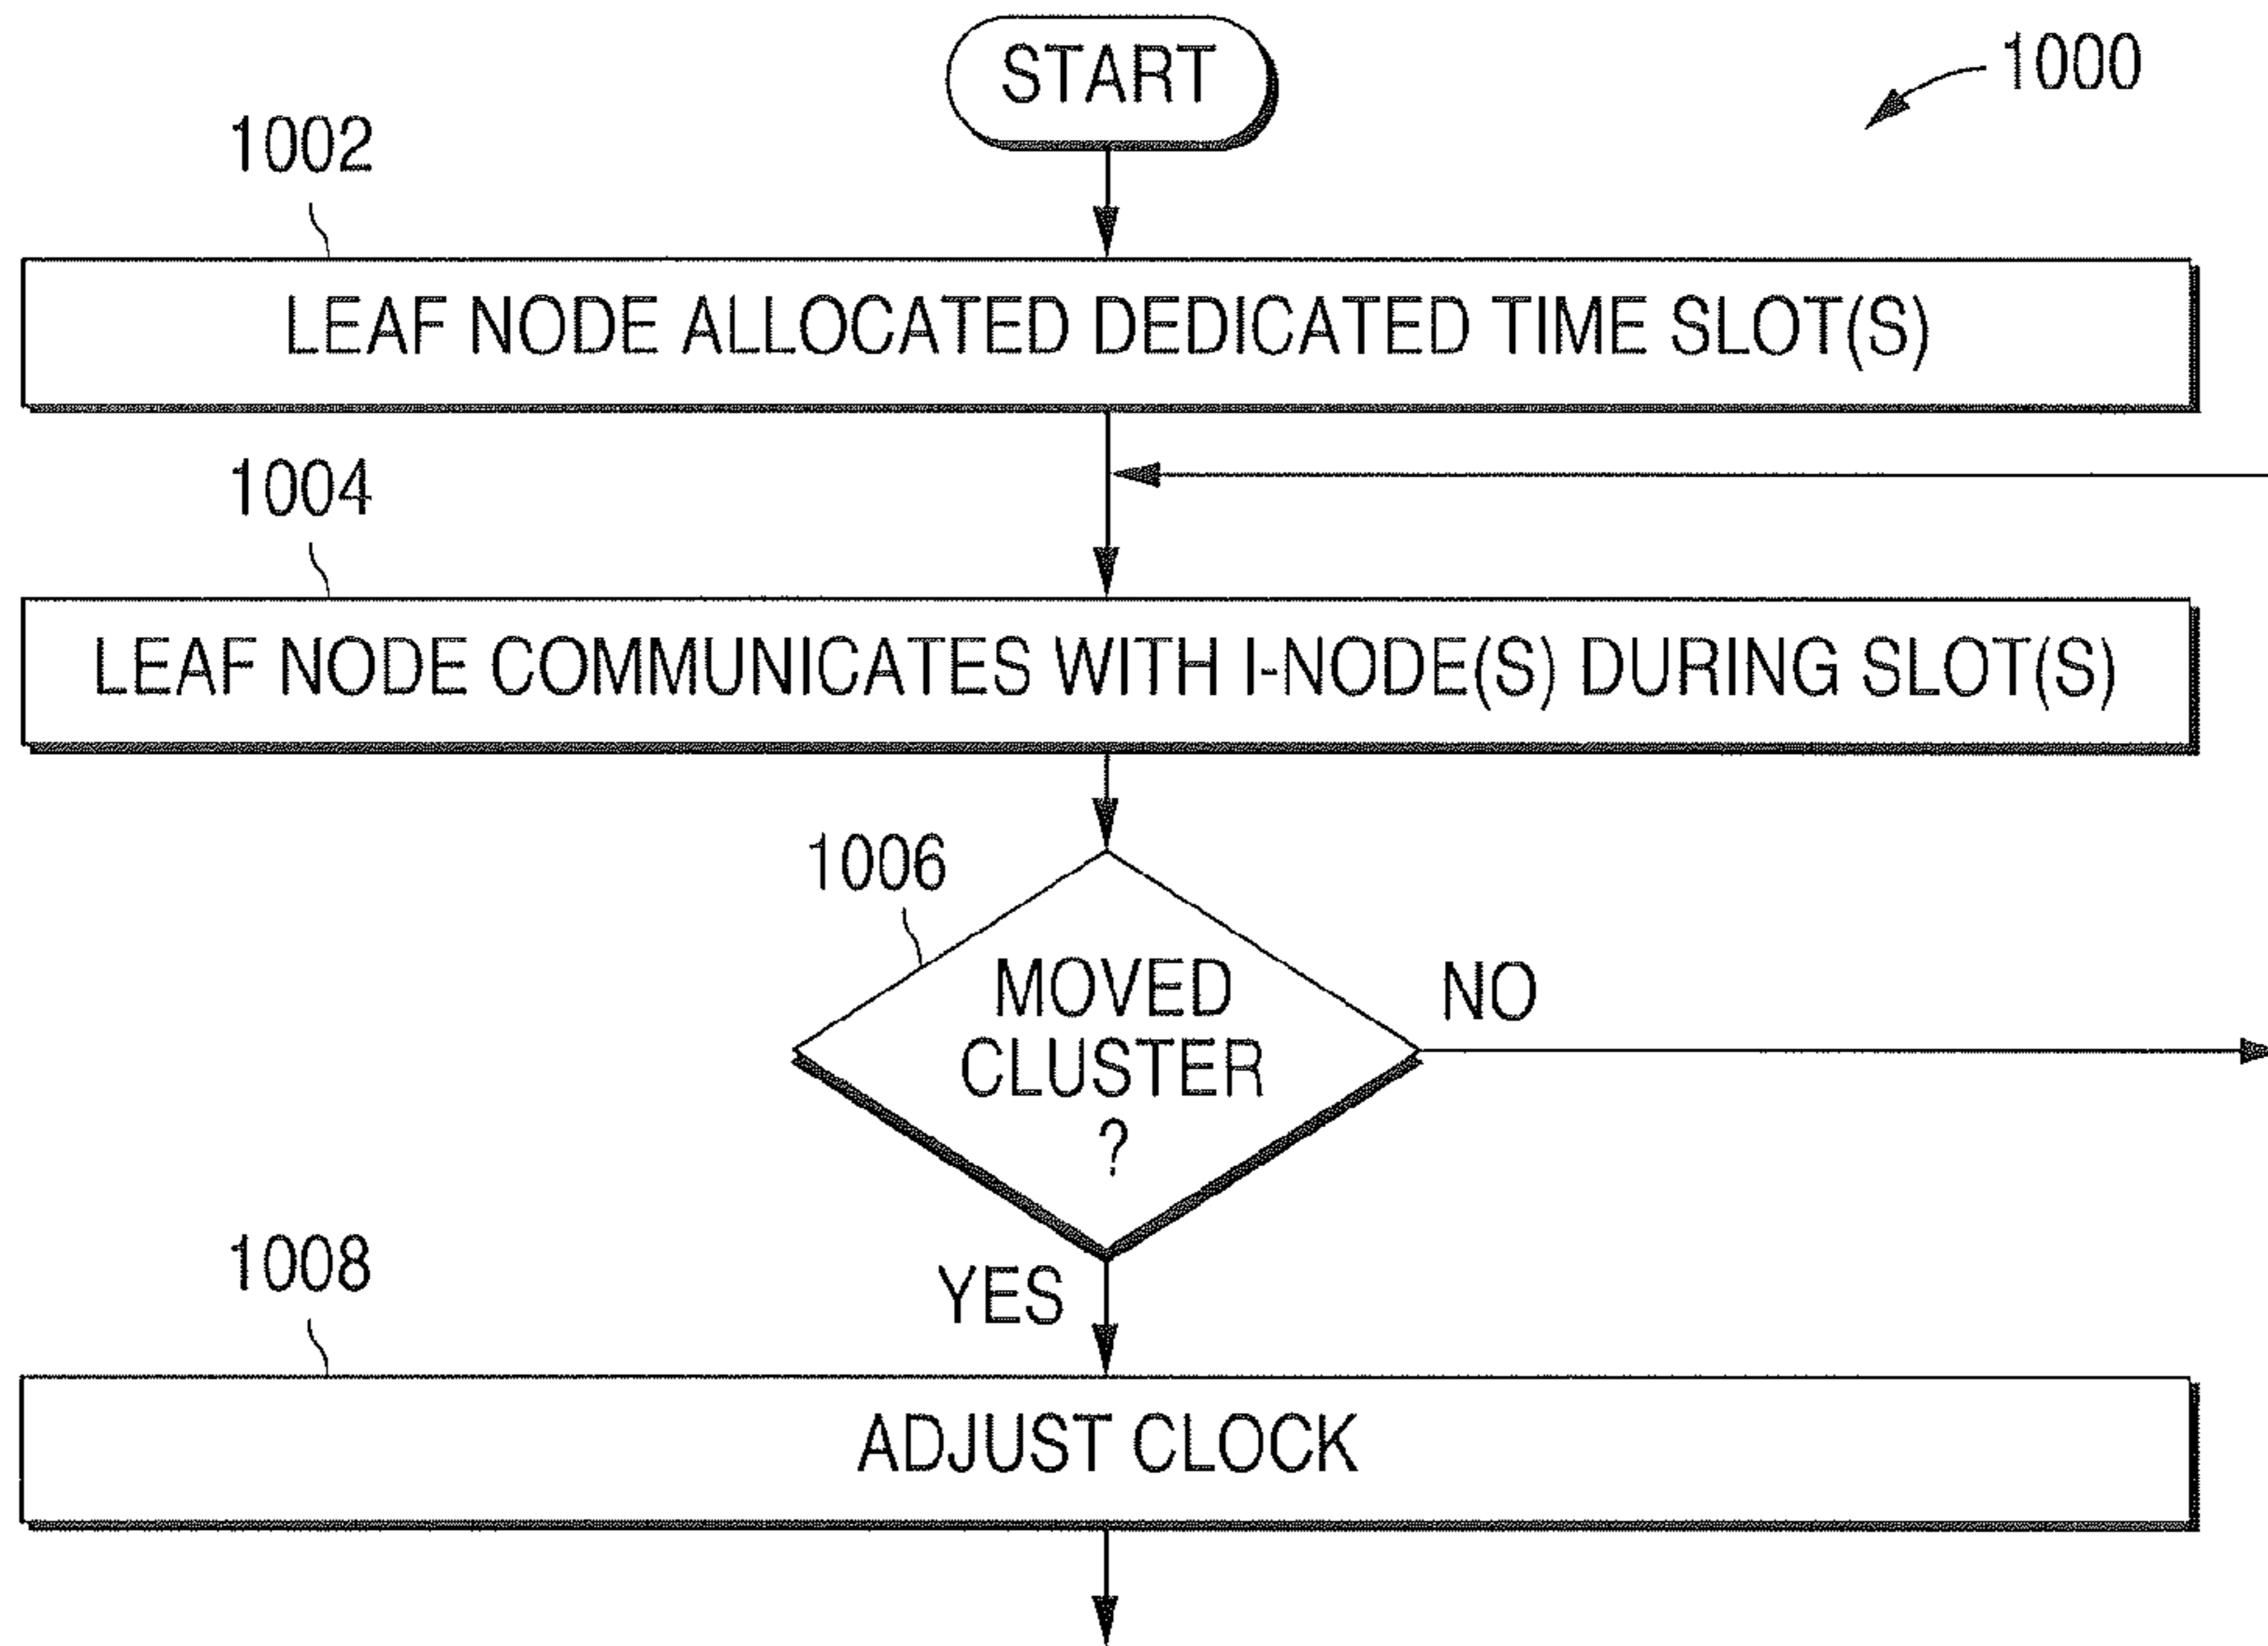 START
1000
1002
LEAF NODE ALLOCATED DEDICATED TIME SLOT(S)
1004
LEAF NODE COMMUNICATES WITH I-NODE(S) DURING SLOT(S)
1006
MOVED
CLUSTER
?
NO
YES
1008
ADJUST CLOCK